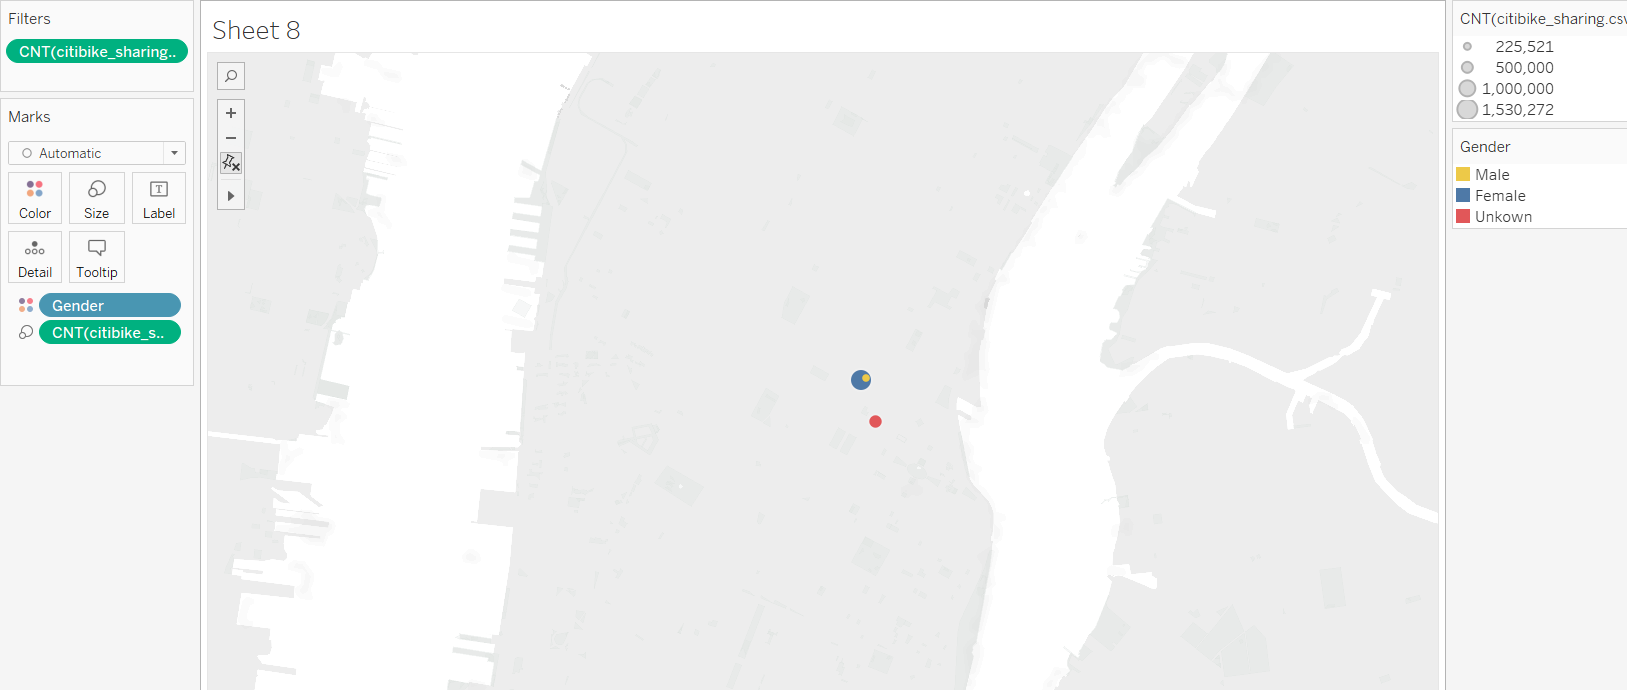 Filters
CNT(citibike_sharing..
Marks
Automatic
Color
Size
Label
Detail
Tooltip
Gender
CNT(citibike_s..
Sheet 8
CNT(citibike_sharing.csv
225,521
500,000
1,000,000
1,530,272
Gender
Male
Female
Unkown